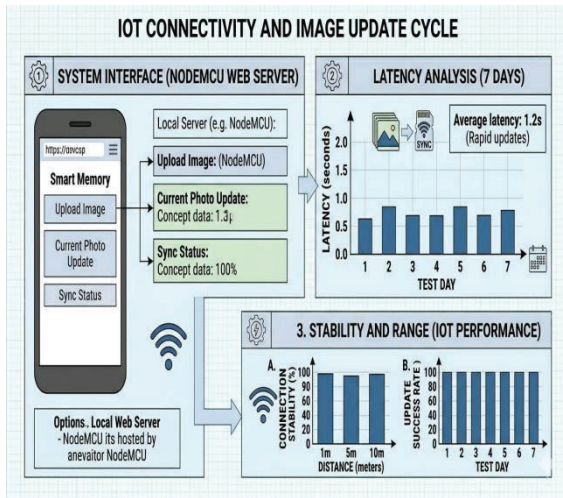 IOT CONNECTIVITY AND IMAGE UPDATE CYCLE
1 SYSTEM INTERFACE (NODEMCU WEB SERVER)
https://asvcsp
Smart Memory
Upload Image
Current Photo
Update
Sync Status
Local Server (e.g. NodeMCU):
Upload Image: (NodeMCU)
Current Photo Update:
Concept data: 1.3
Sync Status:
Concept data: 100%
Options.. Local Web Server
- NodeMCU its hosted by
anevaitor NodeMCU
2 LATENCY ANALYSIS (7 DAYS)
SYNC
Average latency: 1.2s
(Rapid updates)
LATENCY (seconds)
2.0
1.5
1.0
0.5
0.0
1 2 3 4 5 6 7
TEST DAY
3. STABILITY AND RANGE (IOT PERFORMANCE)
A.
CONNECTION
STABILITY (%)
100
80
60
40
20
0
1m 5m 10m
DISTANCE (meters)
B.
UPDATE
SUCCESS RATE )
100
80
60
40
20
0
1 2 3 4 5 6 7
TEST DAY